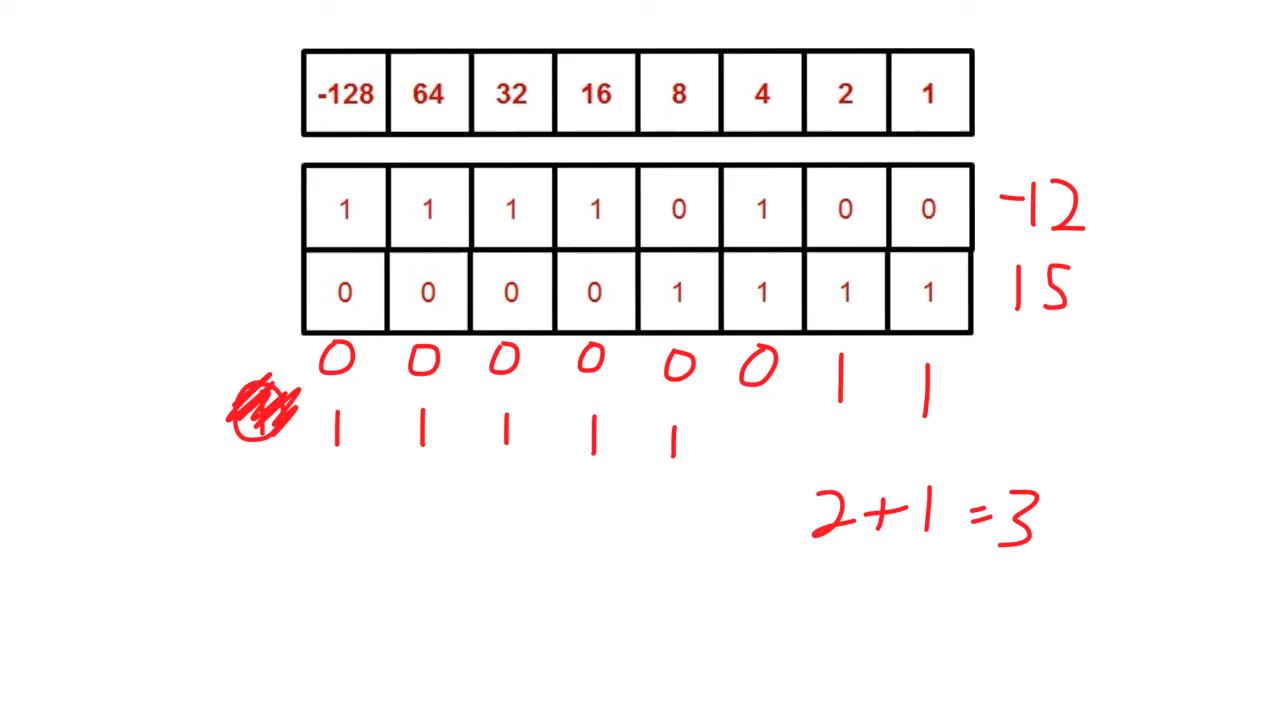 -128 64 32 16 8 4 2 1
1 1 1 1 0 1 0 0 -12
0 0 0 0 1 1 1 1 15
0 0 0 0 0 0 1 1
1 1 1 1 1
2+1=3